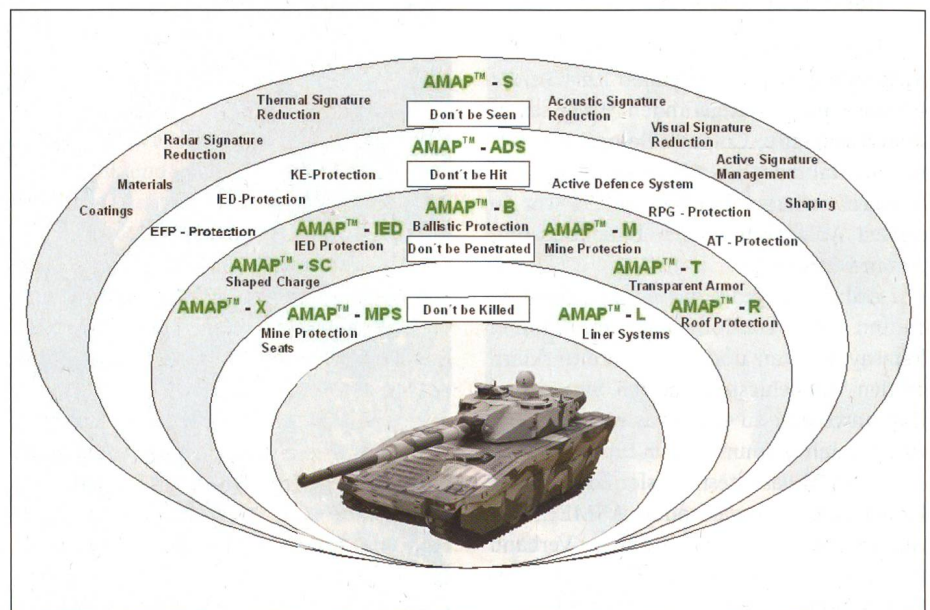 AMAP™ - S
Thermal Signature
Reduction
Don´t be Seen
Acoustic Signature
Reduction
Visual Signature
Reduction
Radar Signature
Reduction
Active Signature
Management
Materials
Coatings
Shaping
AMAP™ - ADS
KE-Protection
Dont´t be Hit
Active Defence System
IED-Protection
RPG - Protection
EFP - Protection
AT - Protection
AMAP™ - B
Ballistic Protection
AMAP™ - IED
IED Protection
Don´t be Penetrated
AMAP™ - M
Mine Protection
AMAP™ - SC
Shaped Charge
AMAP™ - T
Transparent Armor
AMAP™ - X
AMAP™ - R
Roof Protection
AMAP™ - MPS
Mine Protection
Seats
Don´t be Killed
AMAP™ - L
Liner Systems